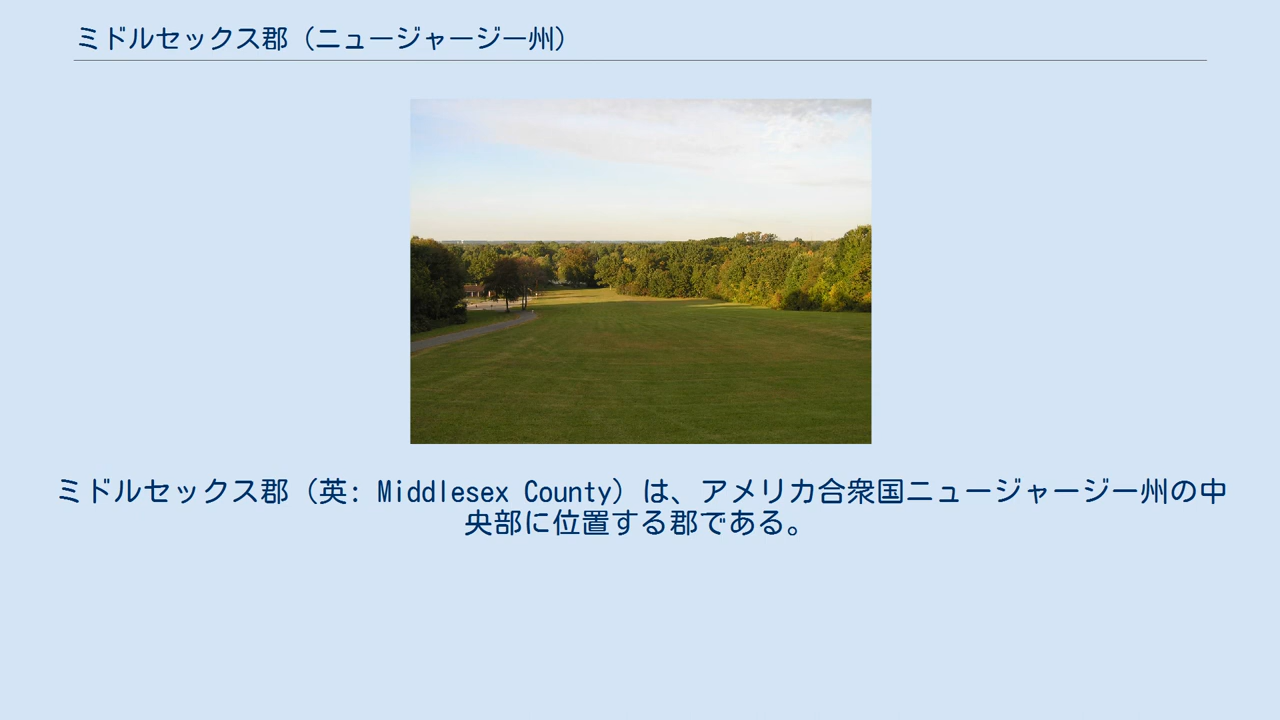 ミドルセックス郡（ニュージャージー州）
ミドルセックス郡（英: Middlesex County）は、アメリカ合衆国ニュージャージー州の中
央部に位置する郡である。